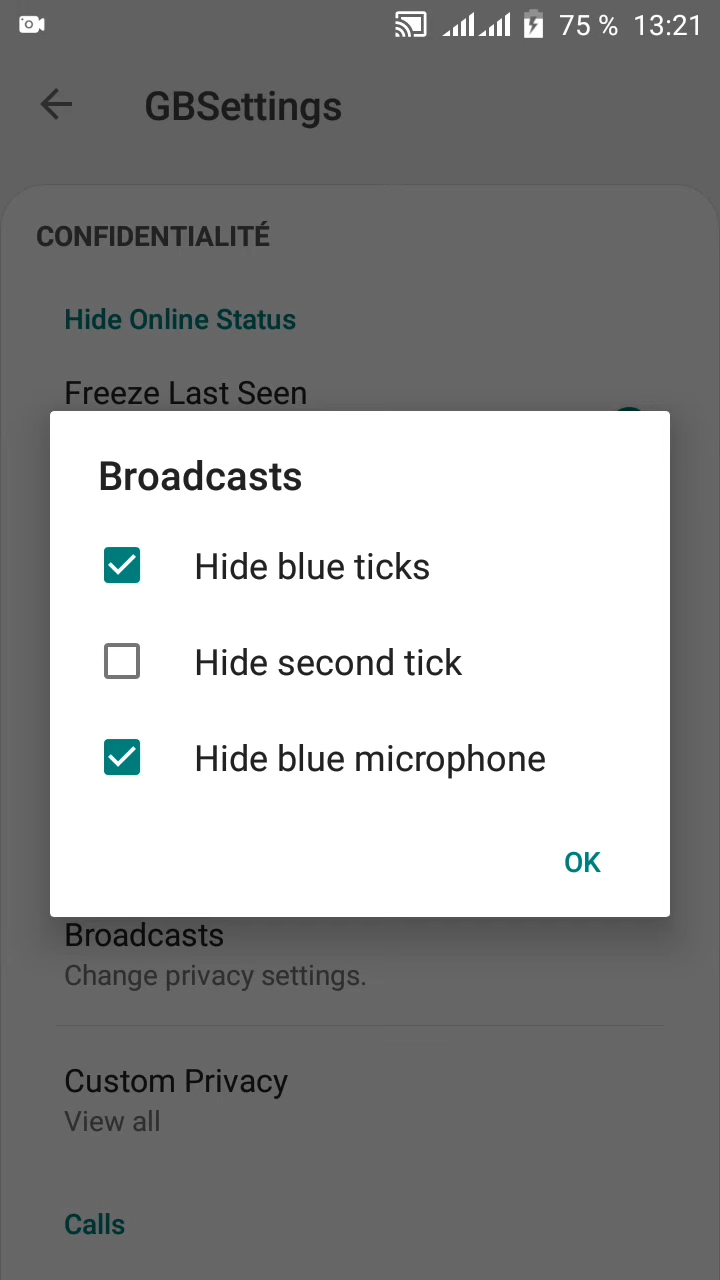 75 % 13:21
GBSettings
CONFIDENTIALITÉ
Hide Online Status
Freeze Last Seen
Broadcasts
Hide blue ticks
Hide second tick
Hide blue microphone
OK
Broadcasts
Change privacy settings.
Custom Privacy
View all
Calls